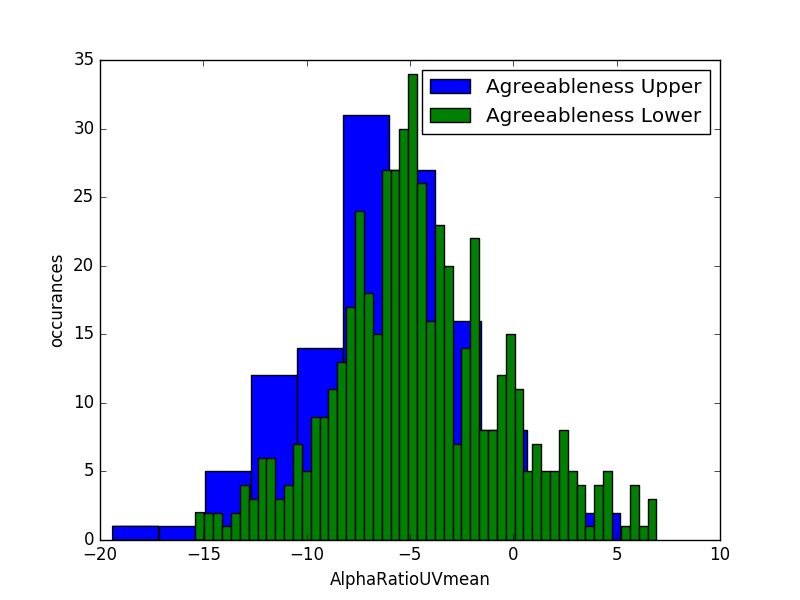 35
30
25
20
15
10
5
0
occurances
Agreeableness Upper
Agreeableness Lower
−20 −15 −10 −5 0 5 10
AlphaRatioUVmean